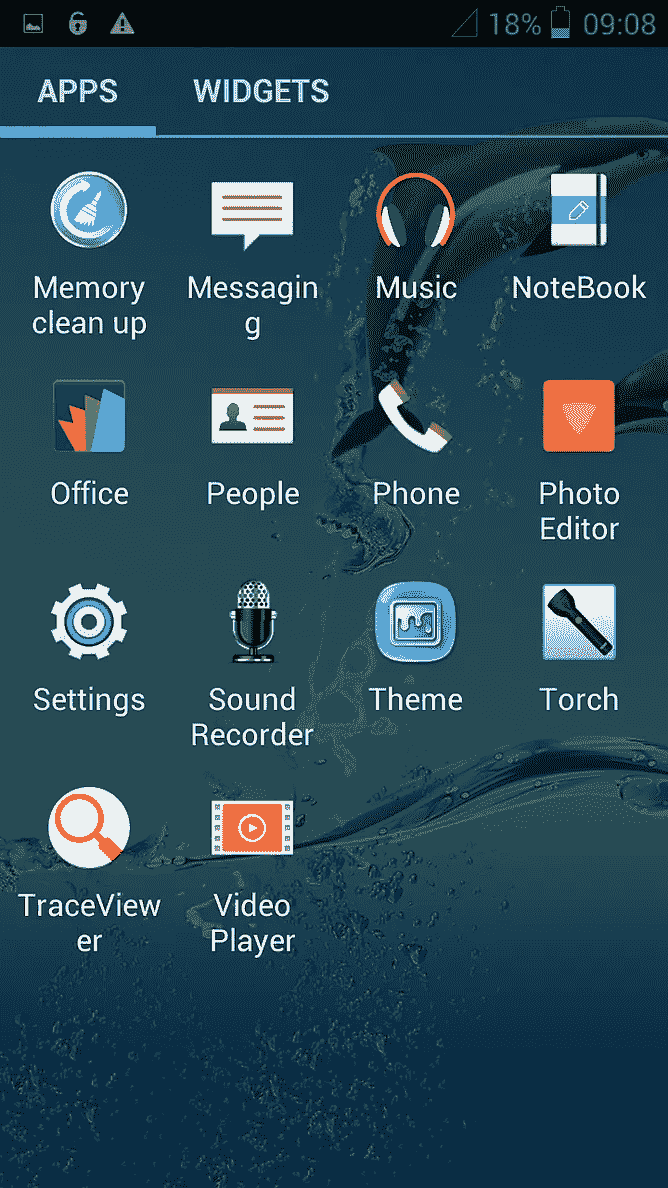 18% 09:08
APPS WIDGETS
Memory Messagin Music NoteBook
clean up g
Office People Phone Photo
Editor
Settings Sound Theme Torch
Recorder
TraceView Video
er Player